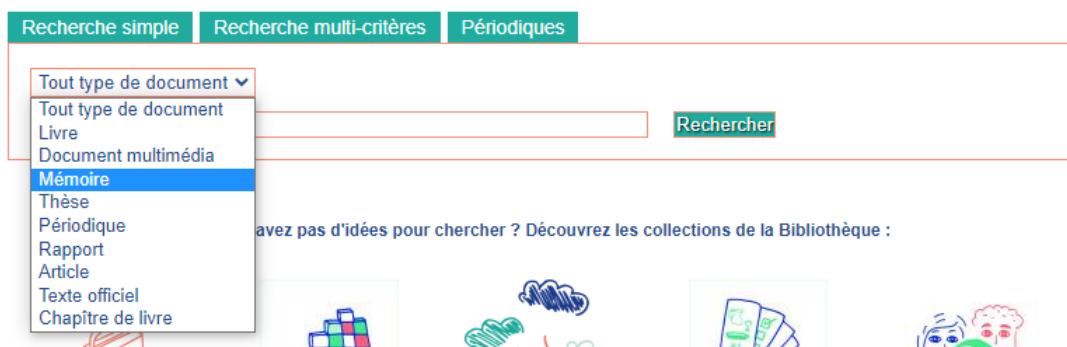 Recherche simple Recherche multi-critères Périodiques
Tout type de document
Tout type de document
Livre
Rechercher
Document multimédia
Mémoire
Thèse
Périodique
avez pas d'idées pour chercher ? Découvrez les collections de la Bibliothèque :
Rapport
Article
Texte officiel
Chapître de livre